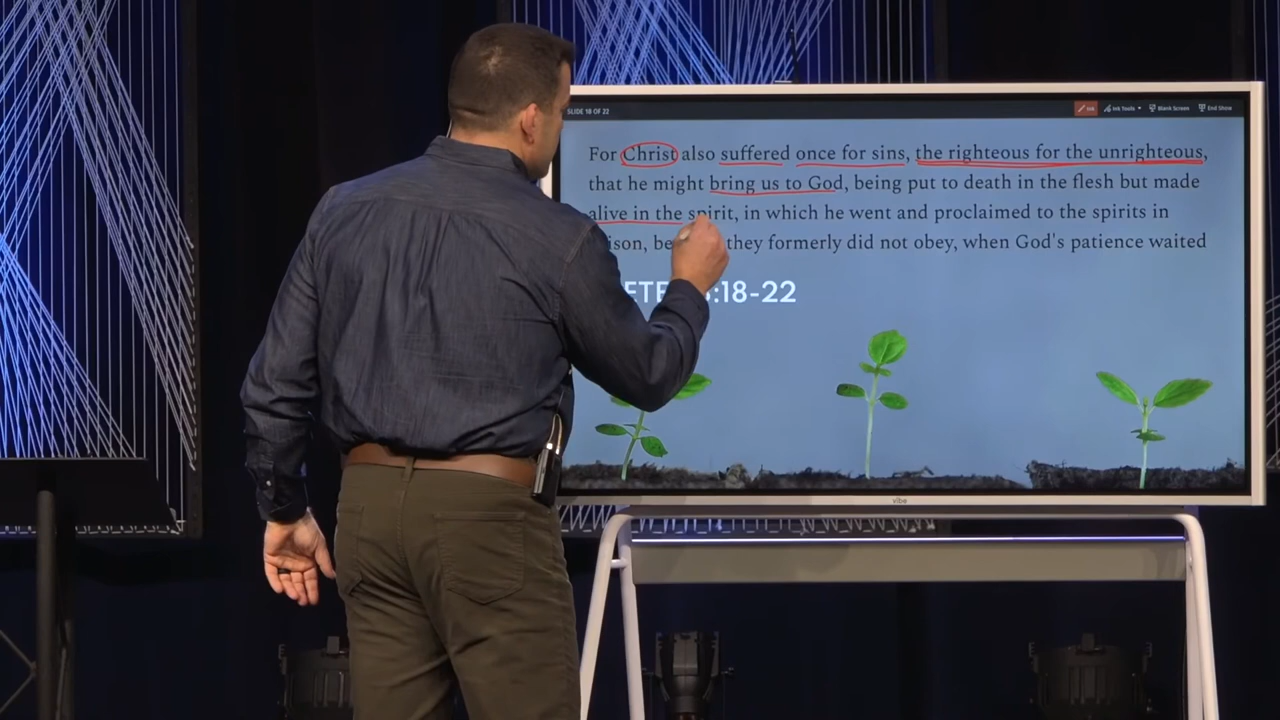 SLIDE 18 OF 22
Ink
Ink Tools
Blank Screen
End Show
For Christ also suffered once for sins, the righteous for the unrighteous,
that he might bring us to God, being put to death in the flesh but made
alive in the spirit, in which he went and proclaimed to the spirits in
they formerly did not obey, when God's patience waited
:18-22
vibe